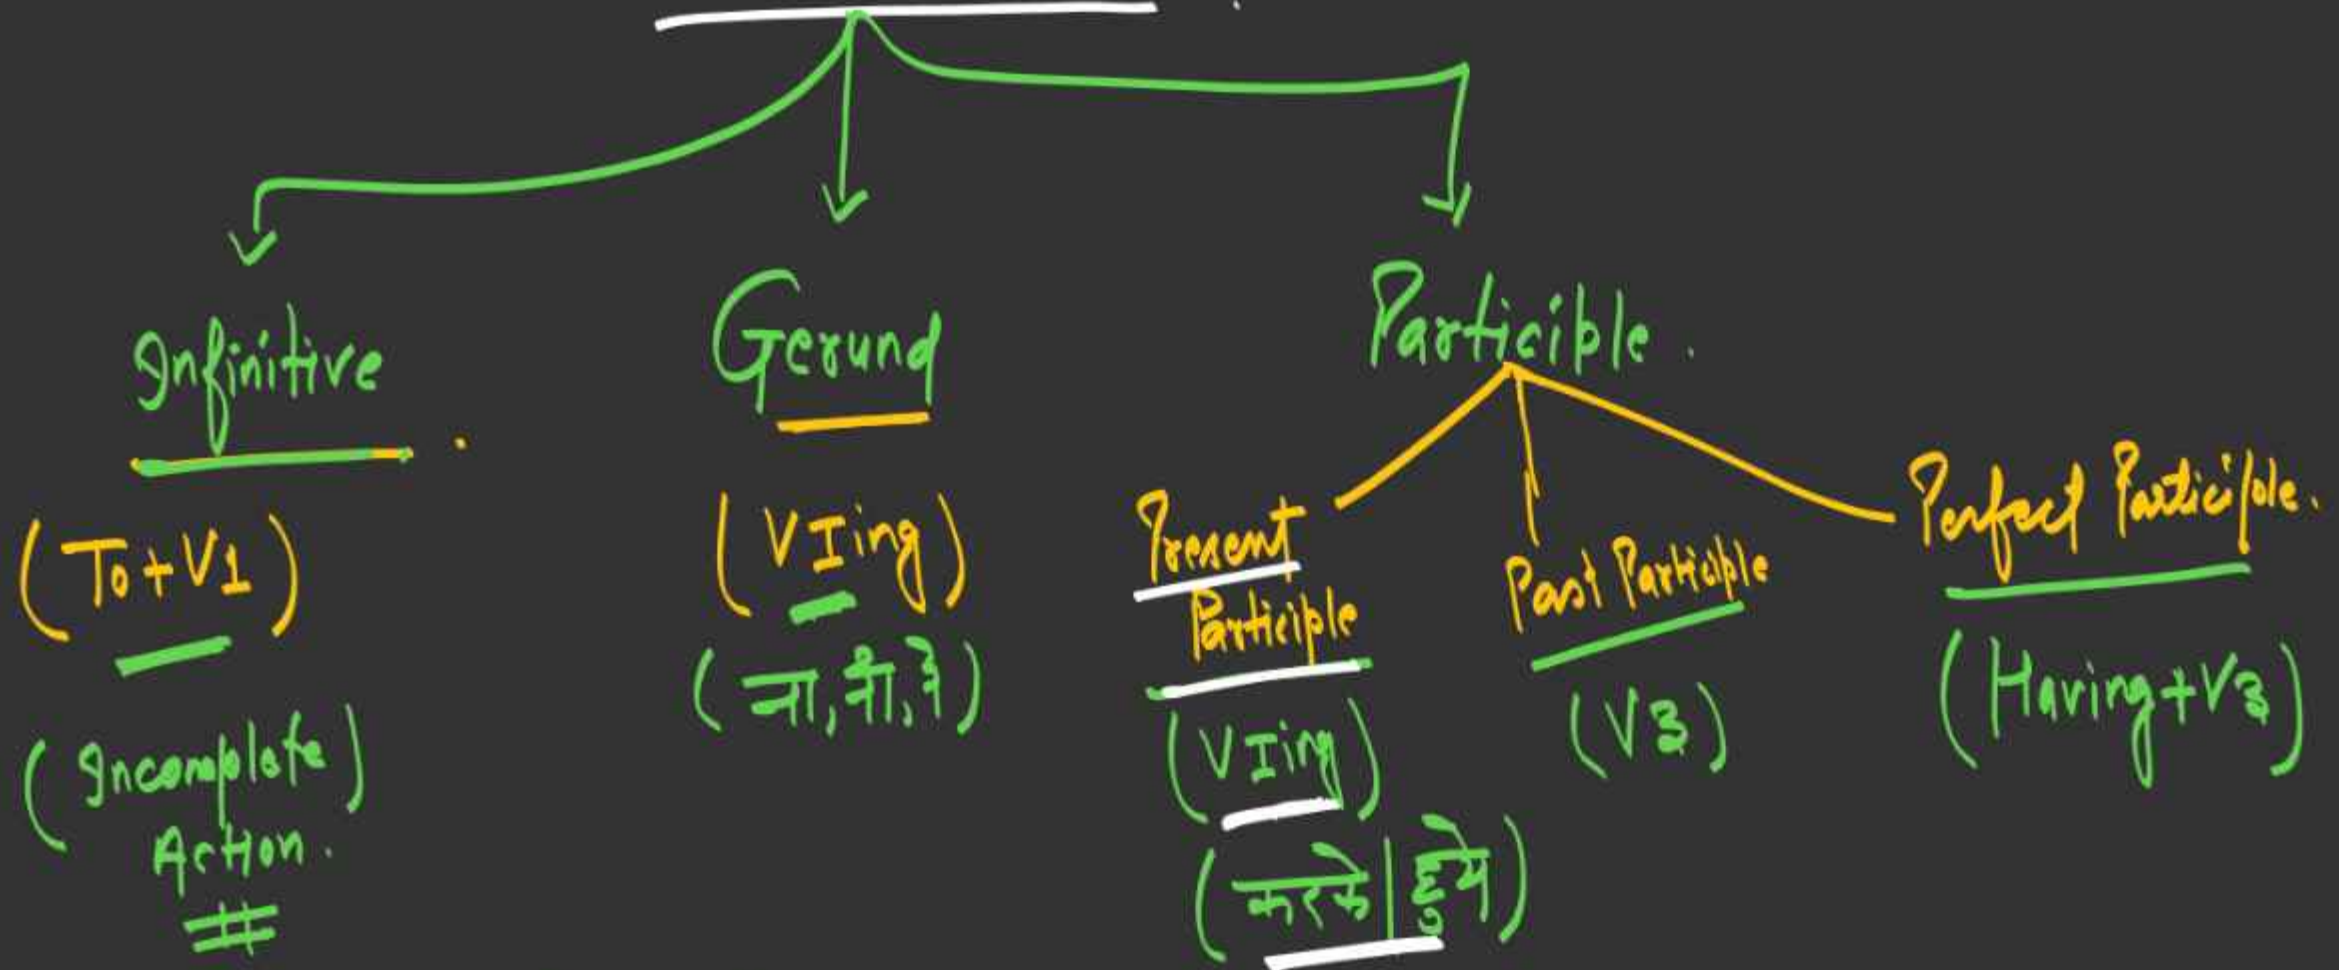 Infinitive
(To+V1)
(Incomplete)
Action.
Gerund
(VIing)
(ना, नी, ने)
Participle.
Present
Participle
(VIing)
(करके|हुये)
Past Participle
(V3)
Perfect Participle.
(Having+V3)